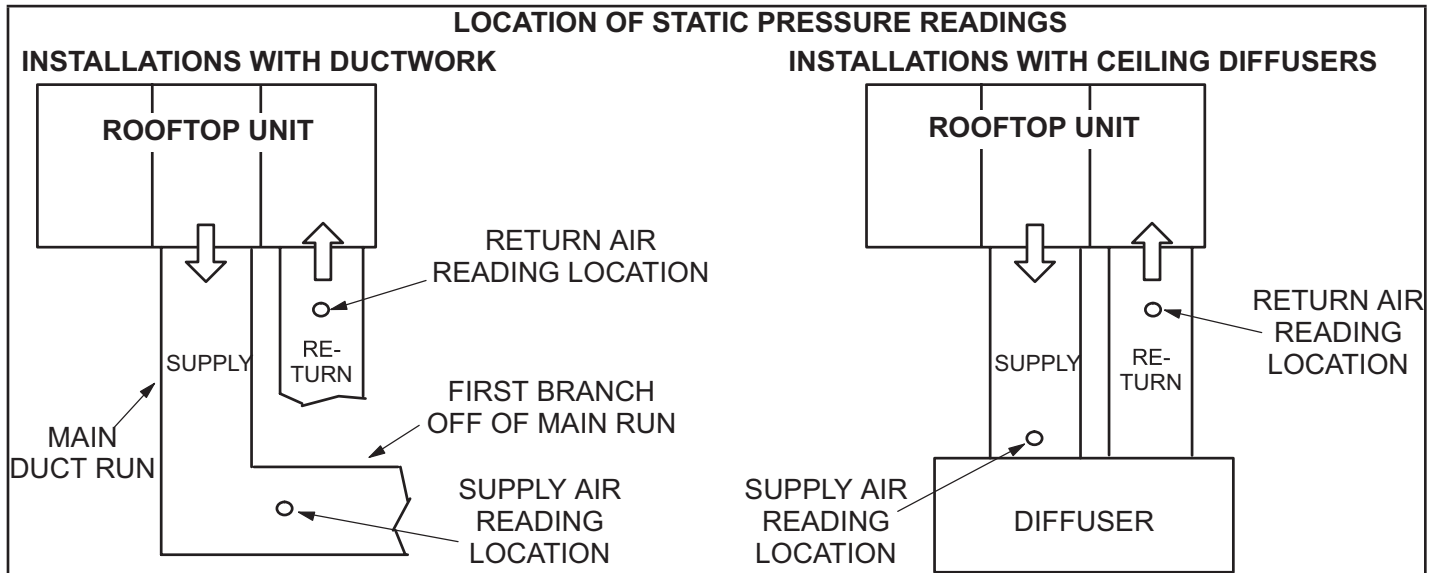 LOCATION OF STATIC PRESSURE READINGS
INSTALLATIONS WITH DUCTWORK
ROOFTOP UNIT
RETURN AIR
READING LOCATION
SUPPLY
RE-
TURN
FIRST BRANCH
OFF OF MAIN RUN
MAIN
DUCT RUN
SUPPLY AIR
READING
LOCATION
INSTALLATIONS WITH CEILING DIFFUSERS
ROOFTOP UNIT
RETURN AIR
READING
LOCATION
SUPPLY
RE-
TURN
SUPPLY AIR
READING
LOCATION
DIFFUSER